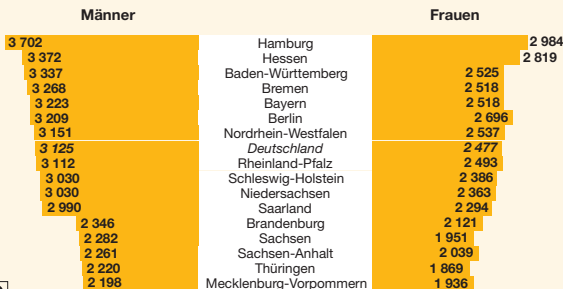 Männer Frauen
3 702 Hamburg 2 984
3 372 Hessen 2 819
3 337 Baden-Württemberg 2 525
3 268 Bremen 2 518
3 223 Bayern 2 518
3 209 Berlin 2 696
3 151 Nordrhein-Westfalen 2 537
3 125 Deutschland 2 477
3 112 Rheinland-Pfalz 2 493
3 030 Schleswig-Holstein 2 386
3 030 Niedersachsen 2 363
2 990 Saarland 2 294
2 346 Brandenburg 2 121
2 282 Sachsen 1 951
2 261 Sachsen-Anhalt 2 039
2 220 Thüringen 1 869
2 198 Mecklenburg-Vorpommern 1 936